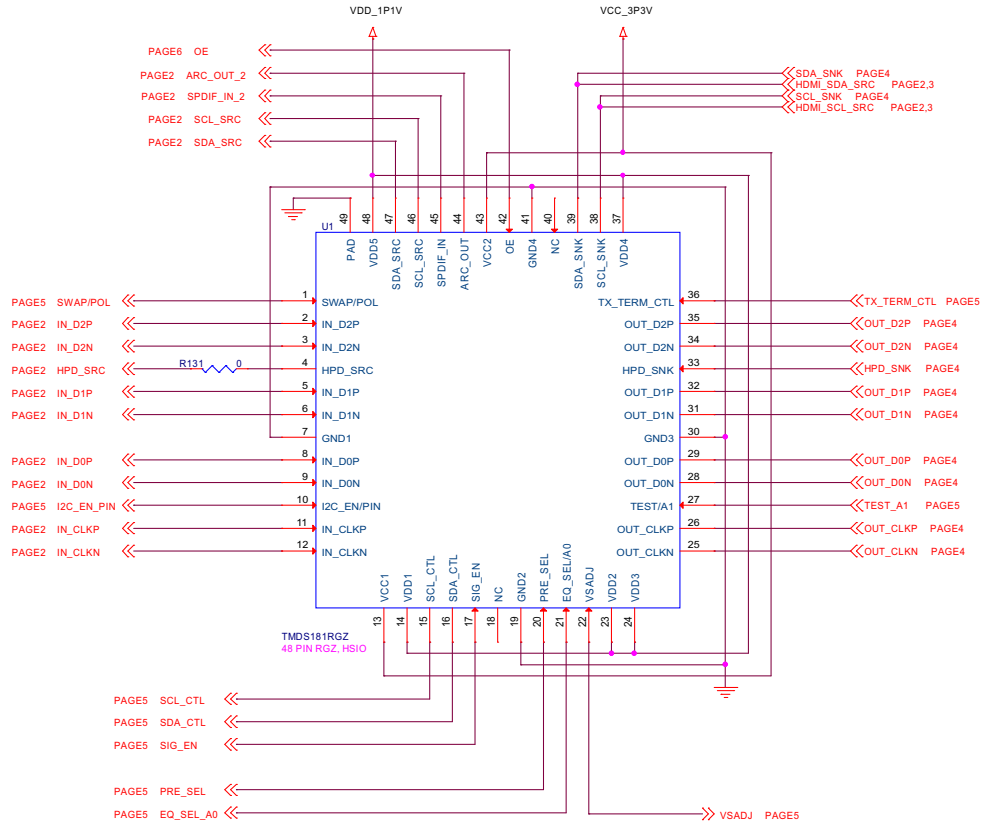 VDD_1P1V VCC_3P3V
PAGE6 OE
PAGE2 ARC_OUT_2
PAGE2 SPDIF_IN_2
PAGE2 SCL_SRC
PAGE2 SDA_SRC
SDA_SNK PAGE4
HDMI_SDA_SRC PAGE2,3
SCL_SNK PAGE4
HDMI_SCL_SRC PAGE2,3
49 48 47 46 45 44 43 42 41 40 39 38 37
U1
PAD VDD5 SDA_SRC SCL_SRC SPDIF_IN ARC_OUT VCC2 OE GND4 NC SDA_SNK SCL_SNK VDD4
PAGE5 SWAP/POL 1 SWAP/POL TX_TERM_CTL 36 TX_TERM_CTL PAGE5
PAGE2 IN_D2P 2 IN_D2P OUT_D2P 35 OUT_D2P PAGE4
PAGE2 IN_D2N 3 IN_D2N OUT_D2N 34 OUT_D2N PAGE4
PAGE2 HPD_SRC R131 0 4 HPD_SRC HPD_SNK 33 HPD_SNK PAGE4
PAGE2 IN_D1P 5 IN_D1P OUT_D1P 32 OUT_D1P PAGE4
PAGE2 IN_D1N 6 IN_D1N OUT_D1N 31 OUT_D1N PAGE4
7 GND1 GND3 30
PAGE2 IN_D0P 8 IN_D0P OUT_D0P 29 OUT_D0P PAGE4
PAGE2 IN_D0N 9 IN_D0N OUT_D0N 28 OUT_D0N PAGE4
PAGE5 I2C_EN_PIN 10 I2C_EN/PIN TEST/A1 27 TEST_A1 PAGE5
PAGE2 IN_CLKP 11 IN_CLKP OUT_CLKP 26 OUT_CLKP PAGE4
PAGE2 IN_CLKN 12 IN_CLKN OUT_CLKN 25 OUT_CLKN PAGE4
VCC1 VDD1 SCL_CTL SDA_CTL SIG_EN NC GND2 PRE_SEL EQ_SEL/A0 VSADJ VDD2 VDD3
13 14 15 16 17 18 19 20 21 22 23 24
TMDS181RGZ
48 PIN RGZ, HSIO
PAGE5 SCL_CTL
PAGE5 SDA_CTL
PAGE5 SIG_EN
PAGE5 PRE_SEL
PAGE5 EQ_SEL_A0
VSADJ PAGE5